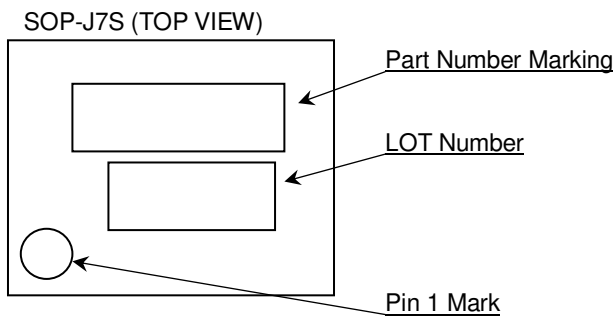 SOP-J7S (TOP VIEW)
Part Number Marking
LOT Number
Pin 1 Mark